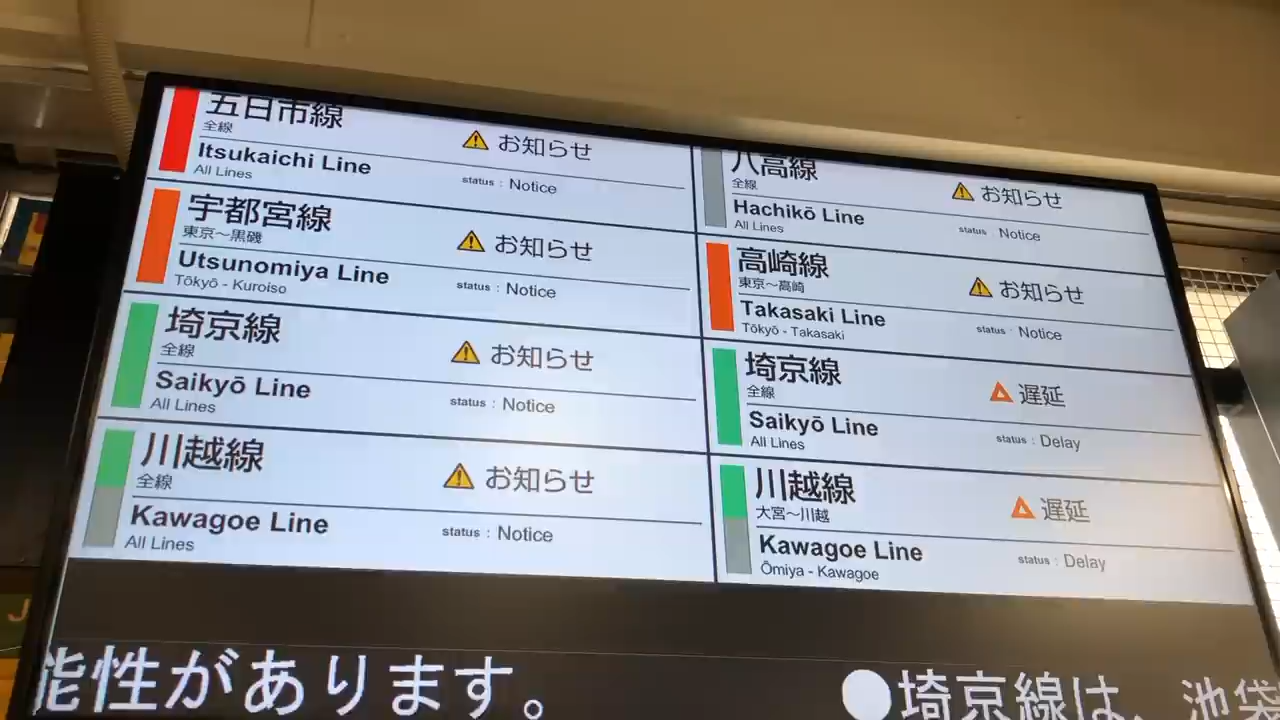 五日市線
全線
お知らせ
Itsukaichi Line
All Lines
status : Notice
八高線
全線
お知らせ
Hachikō Line
All Lines
status : Notice
宇都宮線
東京～黒磯
お知らせ
Utsunomiya Line
Tōkyō - Kuroiso
status : Notice
高崎線
東京～高崎
お知らせ
Takasaki Line
Tōkyō - Takasaki
status : Notice
埼京線
全線
お知らせ
Saikyō Line
All Lines
status : Notice
埼京線
全線
遅延
Saikyō Line
All Lines
status : Delay
川越線
全線
お知らせ
Kawagoe Line
All Lines
status : Notice
川越線
大宮～川越
遅延
Kawagoe Line
Ōmiya - Kawagoe
status : Delay
能性があります。 ●埼京線は、池袋